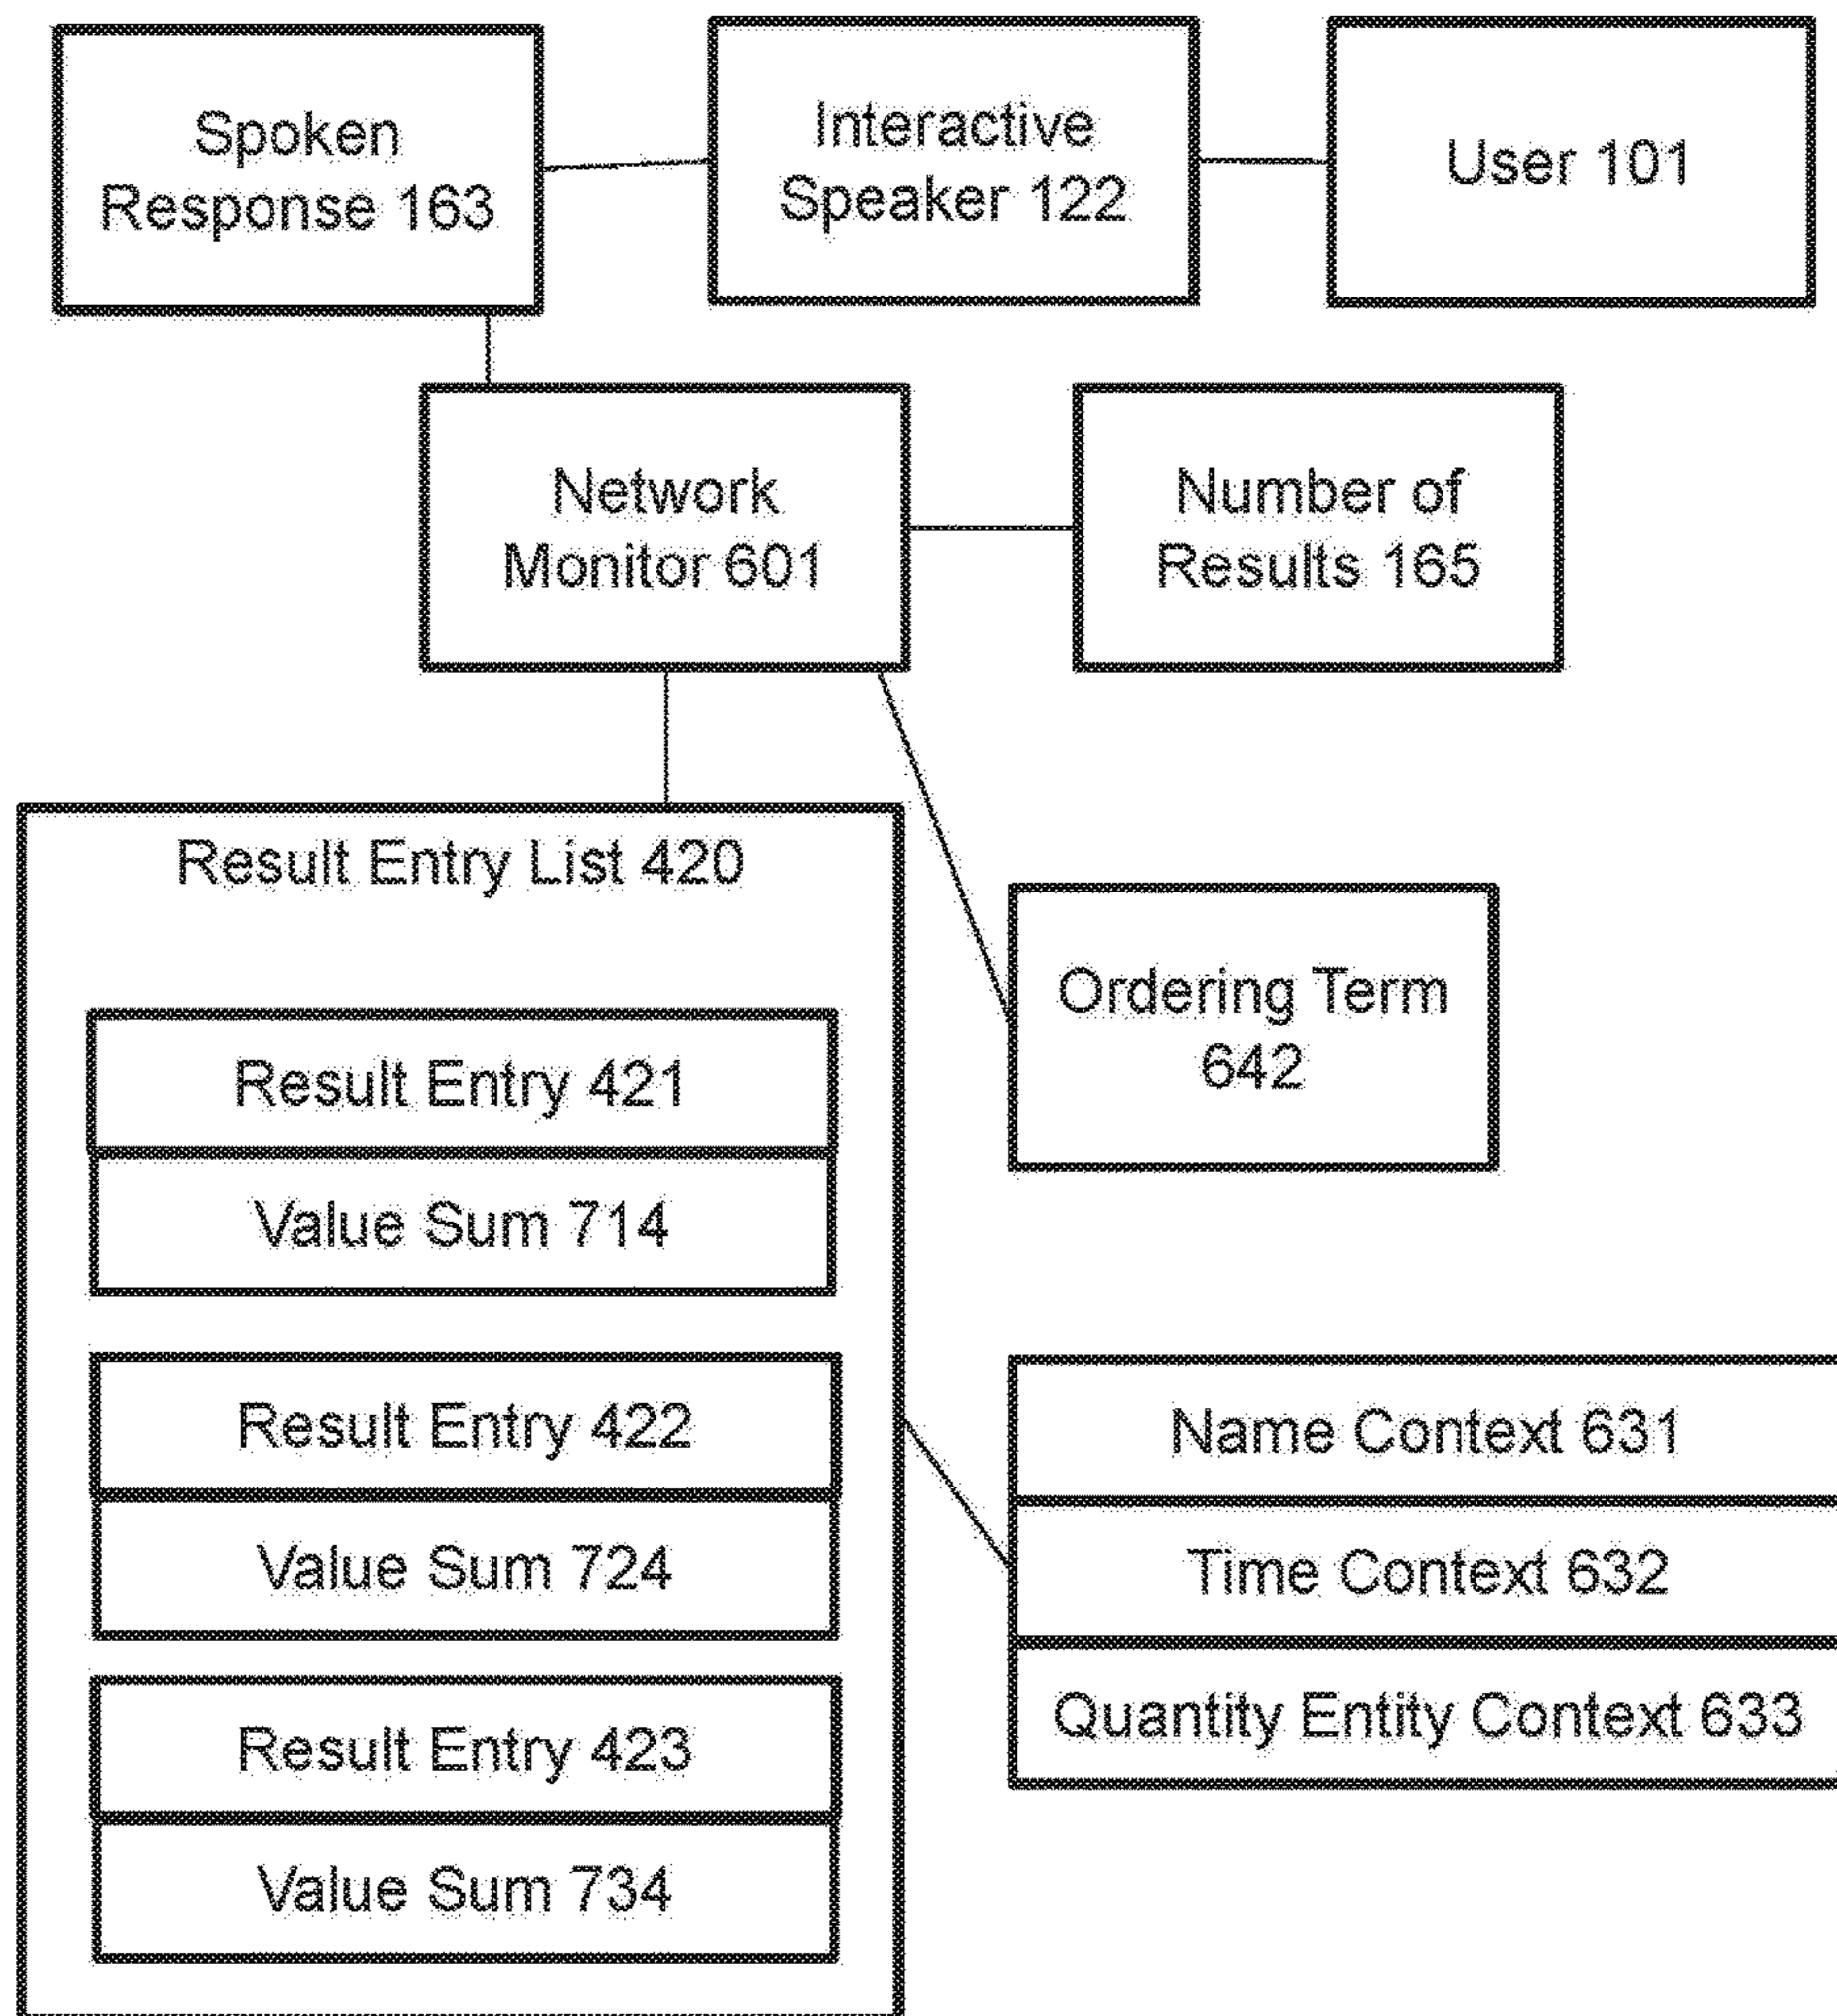 Spoken
Response 163
Interactive
Speaker 122
User 101
Network
Monitor 601
Number of
Results 165
Result Entry List 420
Ordering Term
642
Result Entry 421
Value Sum 714
Result Entry 422
Value Sum 724
Result Entry 423
Value Sum 734
Name Context 631
Time Context 632
Quantity Entity Context 633